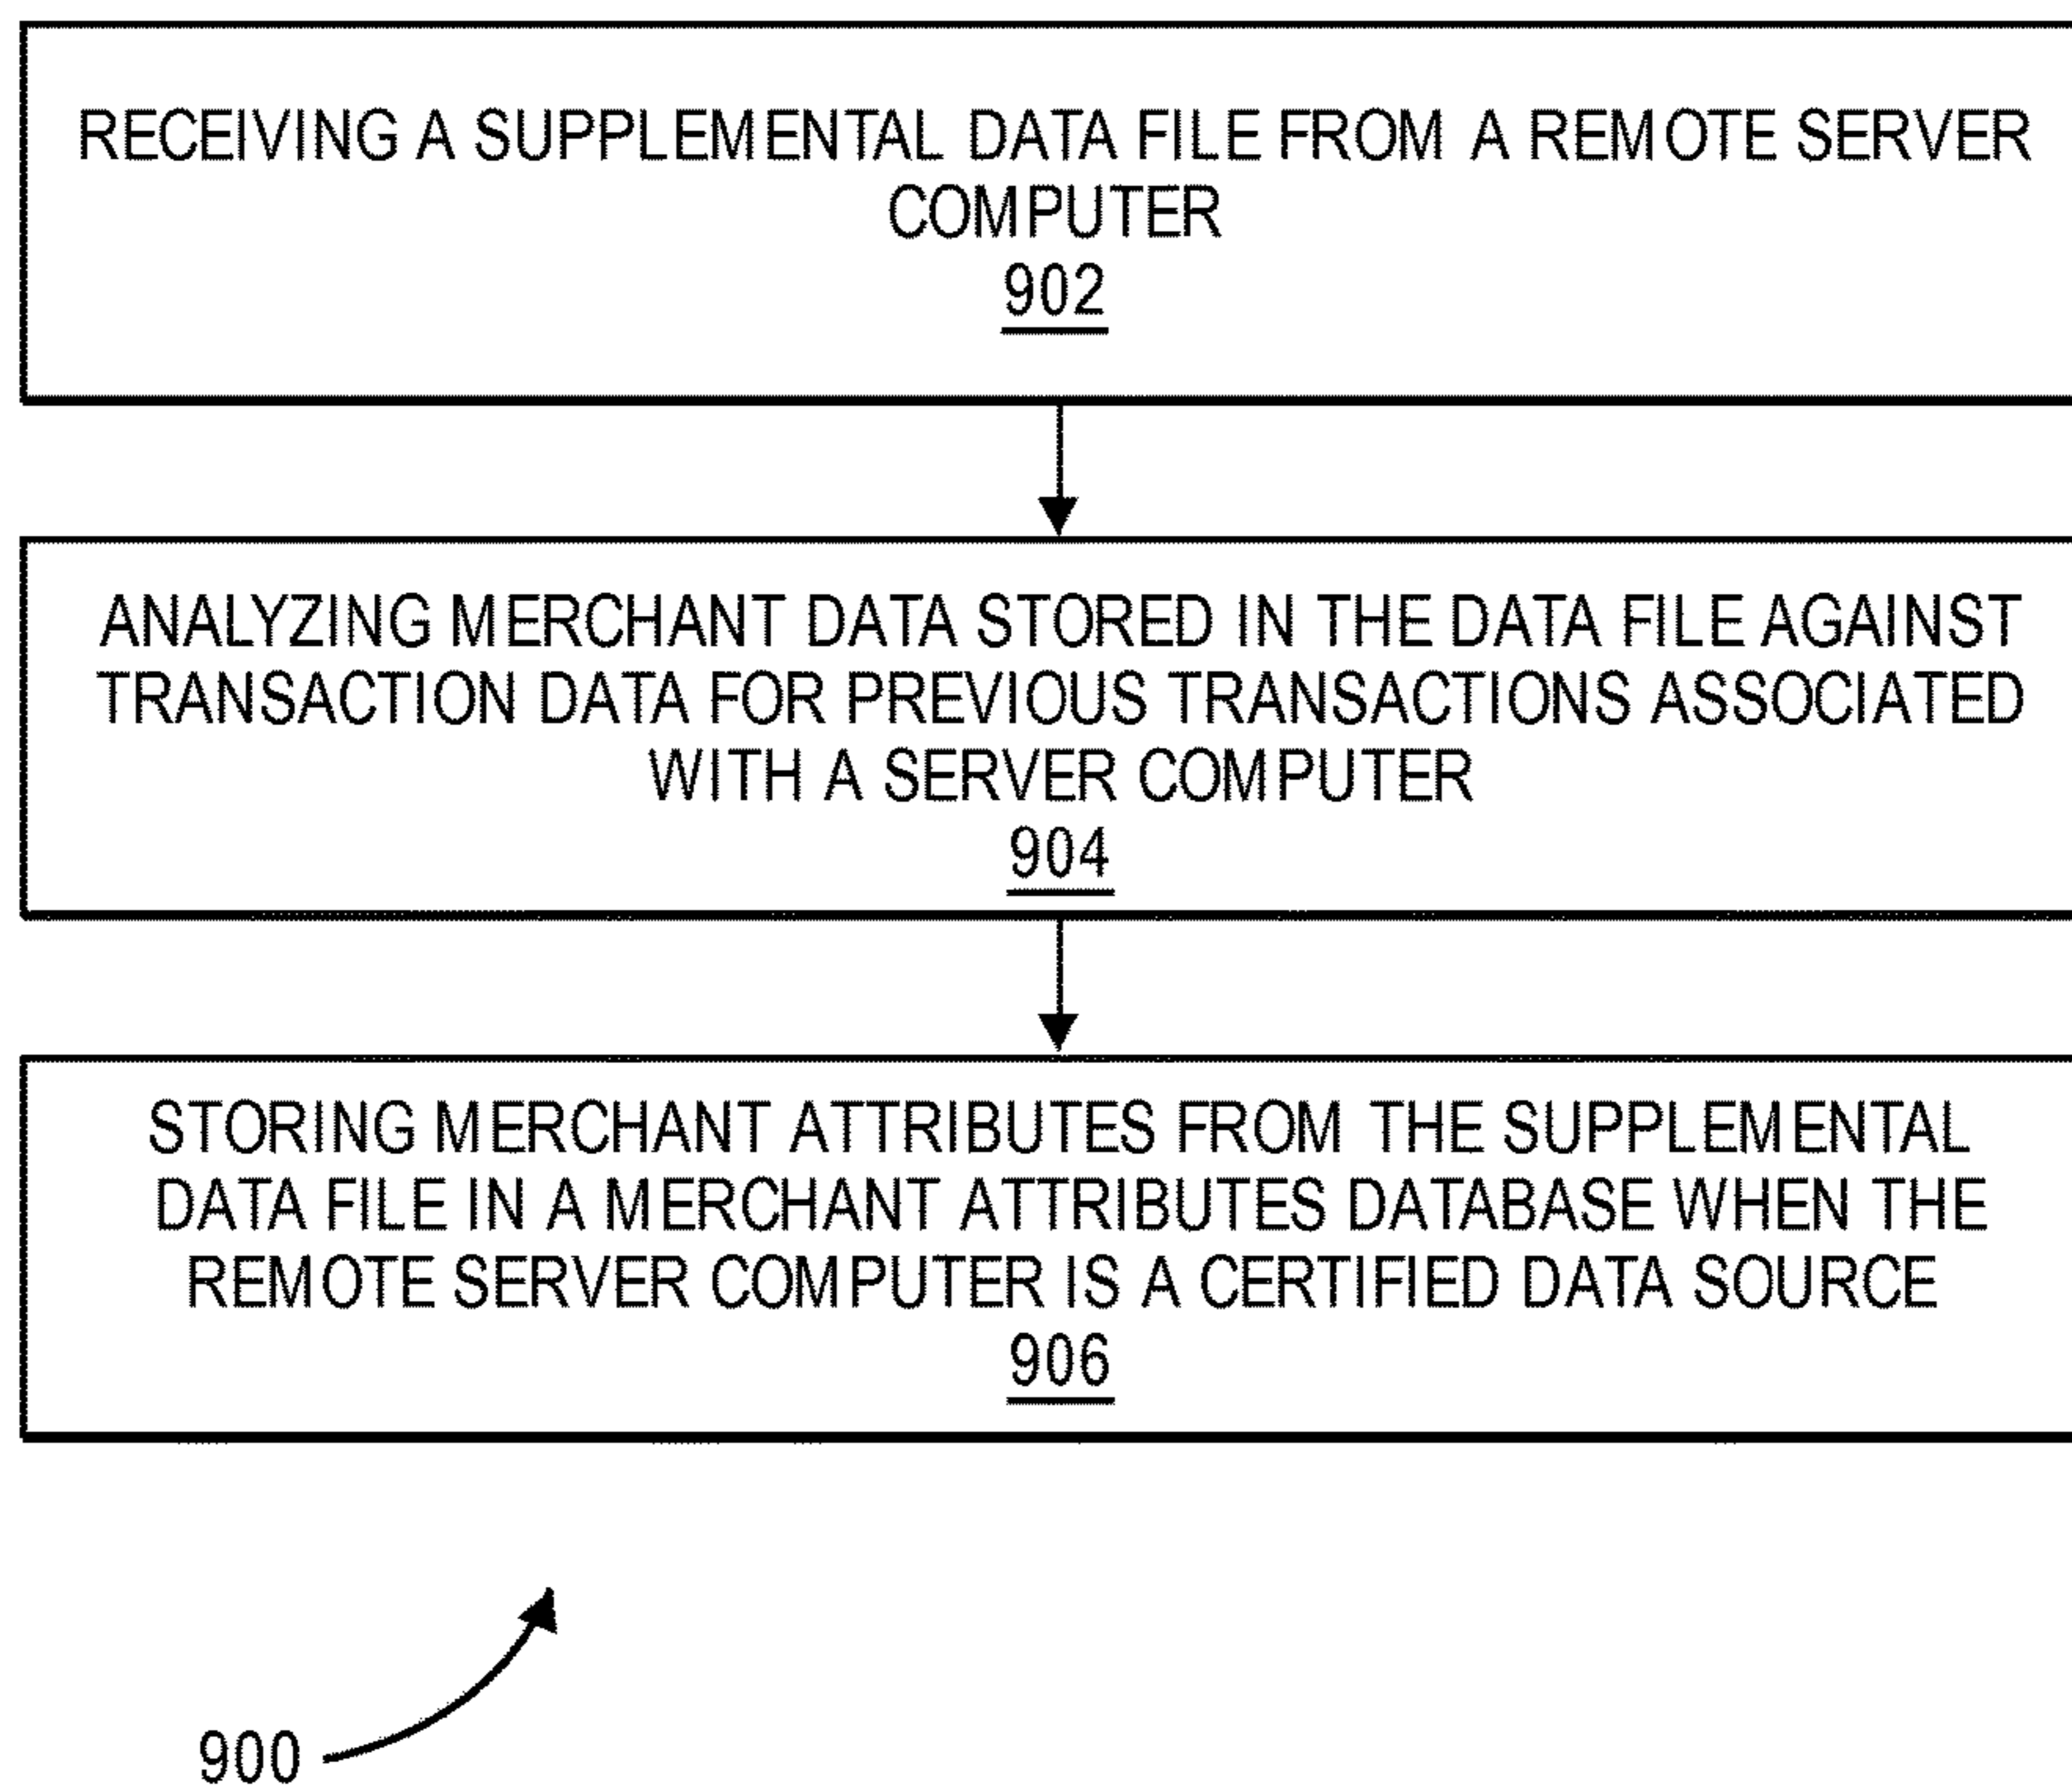 RECEIVING A SUPPLEMENTAL DATA FILE FROM A REMOTE SERVER
COMPUTER
902
ANALYZING MERCHANT DATA STORED IN THE DATA FILE AGAINST
TRANSACTION DATA FOR PREVIOUS TRANSACTIONS ASSOCIATED
WITH A SERVER COMPUTER
904
STORING MERCHANT ATTRIBUTES FROM THE SUPPLEMENTAL
DATA FILE IN A MERCHANT ATTRIBUTES DATABASE WHEN THE
REMOTE SERVER COMPUTER IS A CERTIFIED DATA SOURCE
906
900